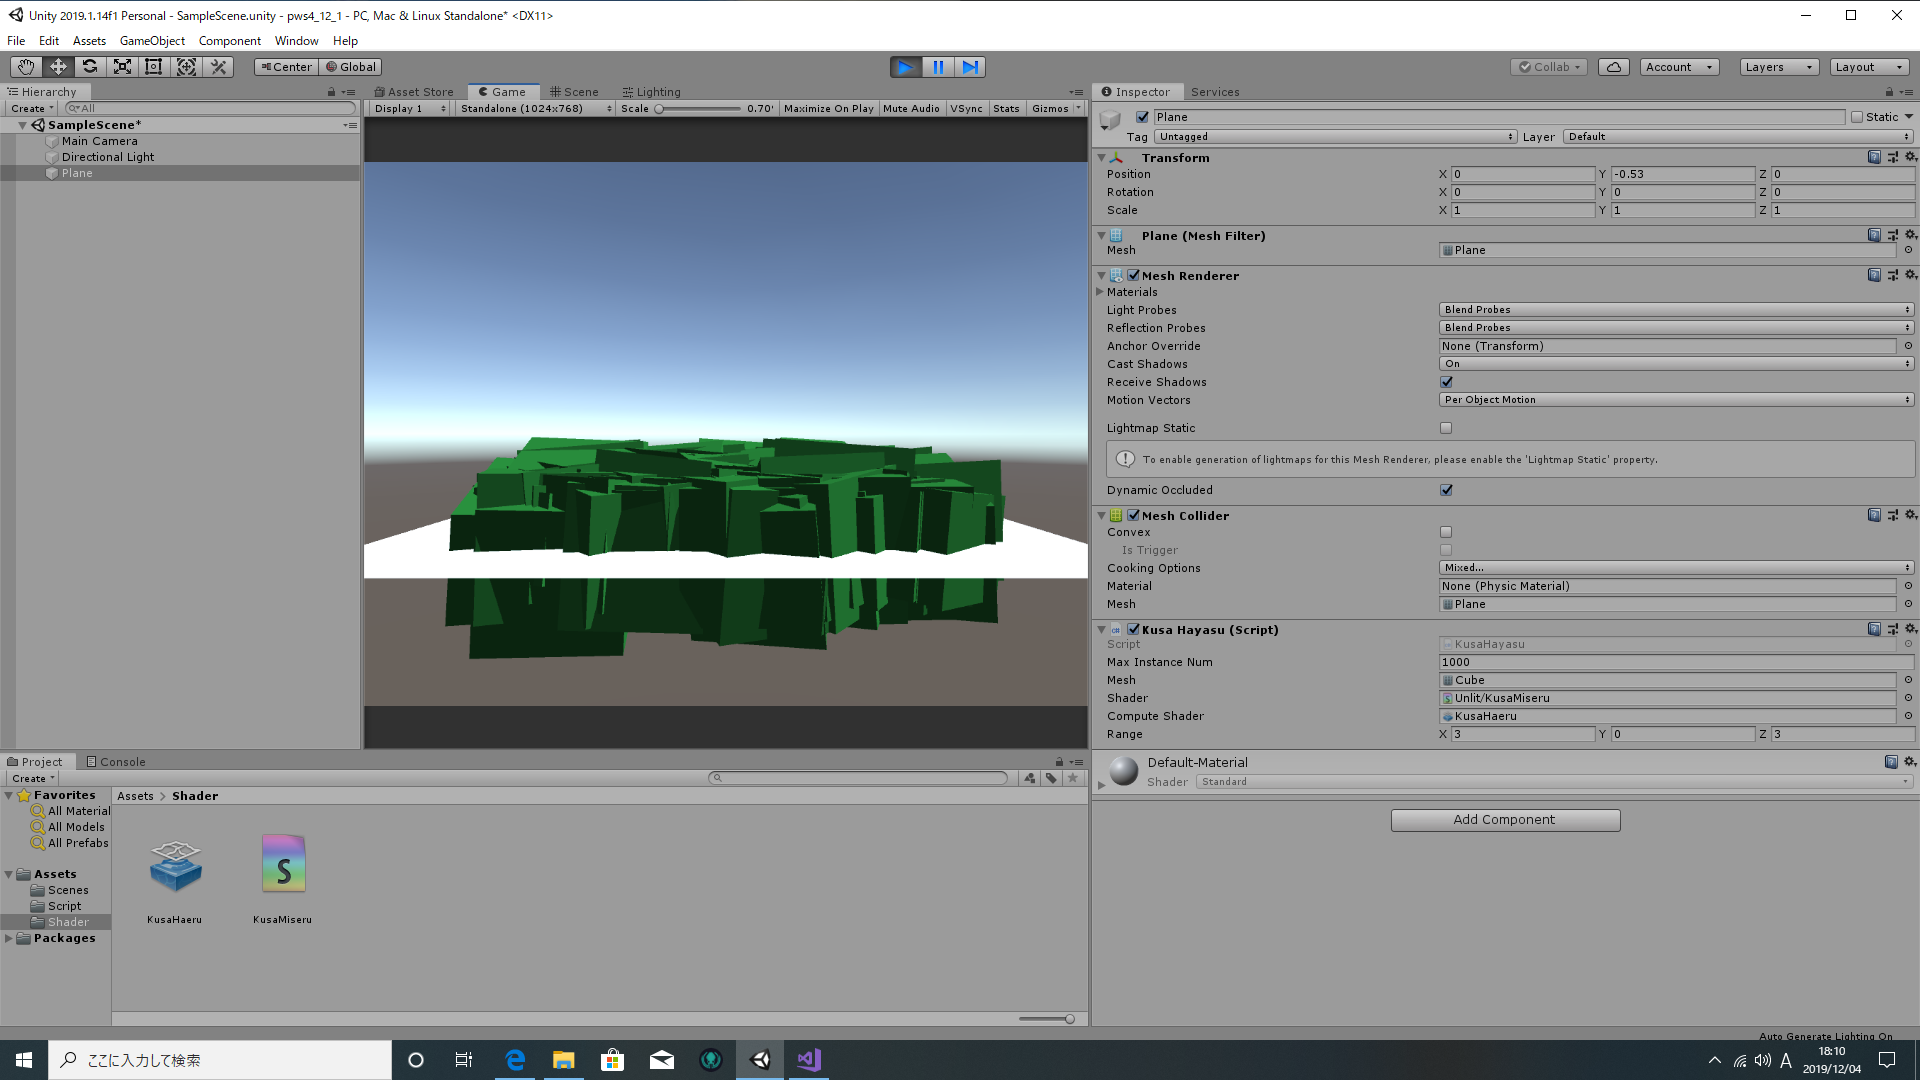 Unity 2019.1.14f1 Personal - SampleScene.unity - pws4_12_1 - PC, Mac & Linux Standalone* <DX11>
File Edit Assets GameObject Component Window Help
Center Global Collab Account Layers Layout
Hierarchy
Create All
SampleScene*
Main Camera
Directional Light
Plane
Asset Store Game Scene Lighting
Display 1 Standalone (1024x768) Scale 0.70 Maximize On Play Mute Audio VSync Stats Gizmos
Inspector Services
Plane Static
Tag Untagged Layer Default
Transform
Position X 0 Y -0.53 Z 0
Rotation X 0 Y 0 Z 0
Scale X 1 Y 1 Z 1
Plane (Mesh Filter)
Mesh Plane
Mesh Renderer
Materials
Light Probes Blend Probes
Reflection Probes Blend Probes
Anchor Override None (Transform)
Cast Shadows On
Receive Shadows
Motion Vectors Per Object Motion
Lightmap Static
To enable generation of lightmaps for this Mesh Renderer, please enable the 'Lightmap Static' property.
Dynamic Occluded
Mesh Collider
Convex
Is Trigger
Cooking Options Mixed...
Material None (Physic Material)
Mesh Plane
Kusa Hayasu (Script)
Script KusaHayasu
Max Instance Num 1000
Mesh Cube
Shader Unlit/KusaMiseru
Compute Shader KusaHaeru
Range X 3 Y 0 Z 3
Default-Material
Shader Standard
Add Component
Project Console
Create
Favorites
All Material
All Models
All Prefabs
Assets
Scenes
Script
Shader
Packages
Assets > Shader
KusaHaeru KusaMiseru
Auto Generate Lighting On
ここに入力して検索
A 18:10
2019/12/04